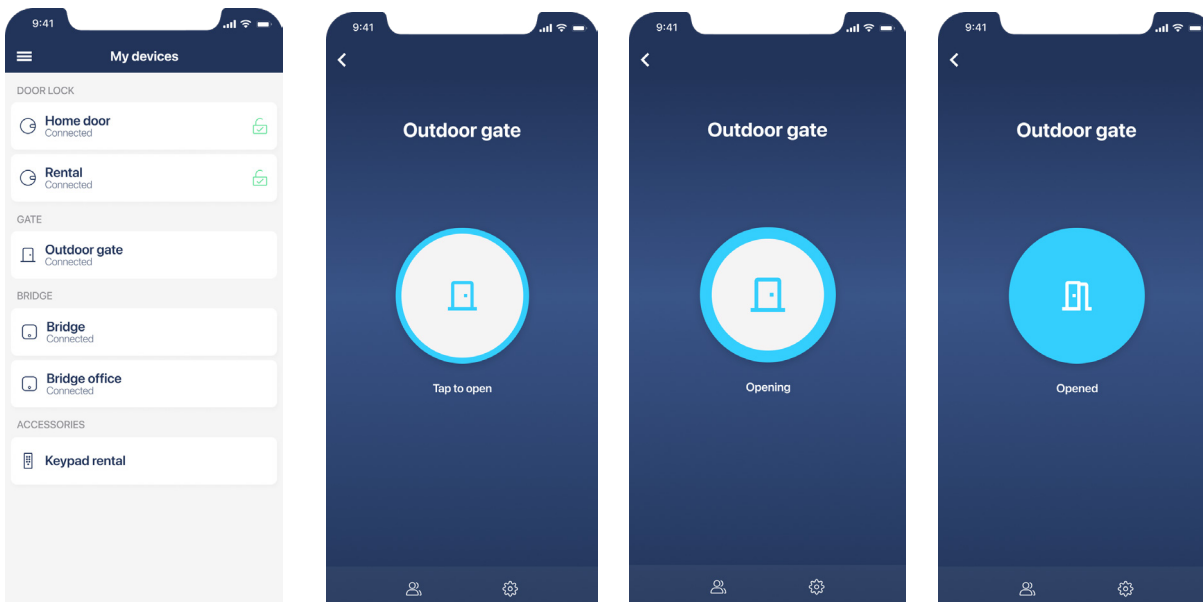 9:41
My devices
DOOR LOCK
Home door
Connected
Rental
Connected
GATE
Outdoor gate
Connected
BRIDGE
Bridge
Connected
Bridge office
Connected
ACCESSORIES
Keypad rental
9:41
Outdoor gate
Tap to open
9:41
Outdoor gate
Opening
9:41
Outdoor gate
Opened